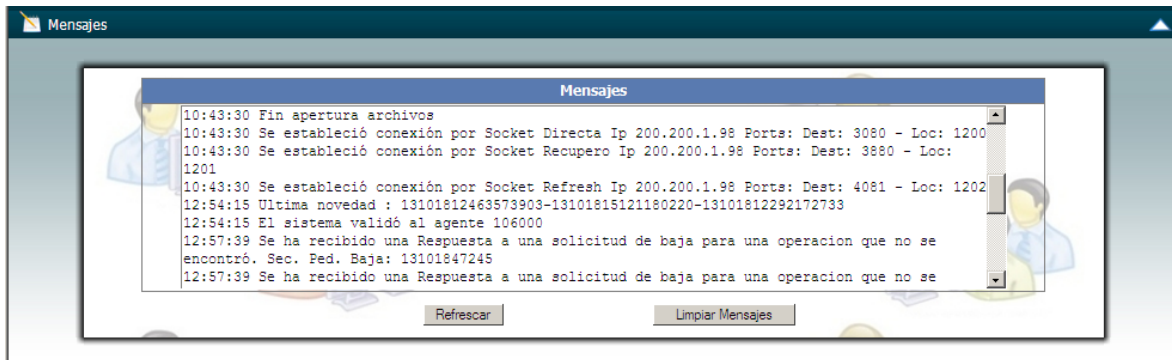 Mensajes
Mensajes
10:43:30 Fin apertura archivos
10:43:30 Se estableció conexión por Socket Directa Ip 200.200.1.98 Ports: Dest: 3080 - Loc: 1200
10:43:30 Se estableció conexión por Socket Recupero Ip 200.200.1.98 Ports: Dest: 3880 - Loc:
1201
10:43:30 Se estableció conexión por Socket Refresh Ip 200.200.1.98 Ports: Dest: 4081 - Loc: 1202
12:54:15 Ultima novedad : 13101812463573903-13101815121180220-13101812292172733
12:54:15 El sistema validó al agente 106000
12:57:39 Se ha recibido una Respuesta a una solicitud de baja para una operacion que no se
encontró. Sec. Ped. Baja: 13101847245
12:57:39 Se ha recibido una Respuesta a una solicitud de baja para una operacion que no se
Refrescar Limpiar Mensajes